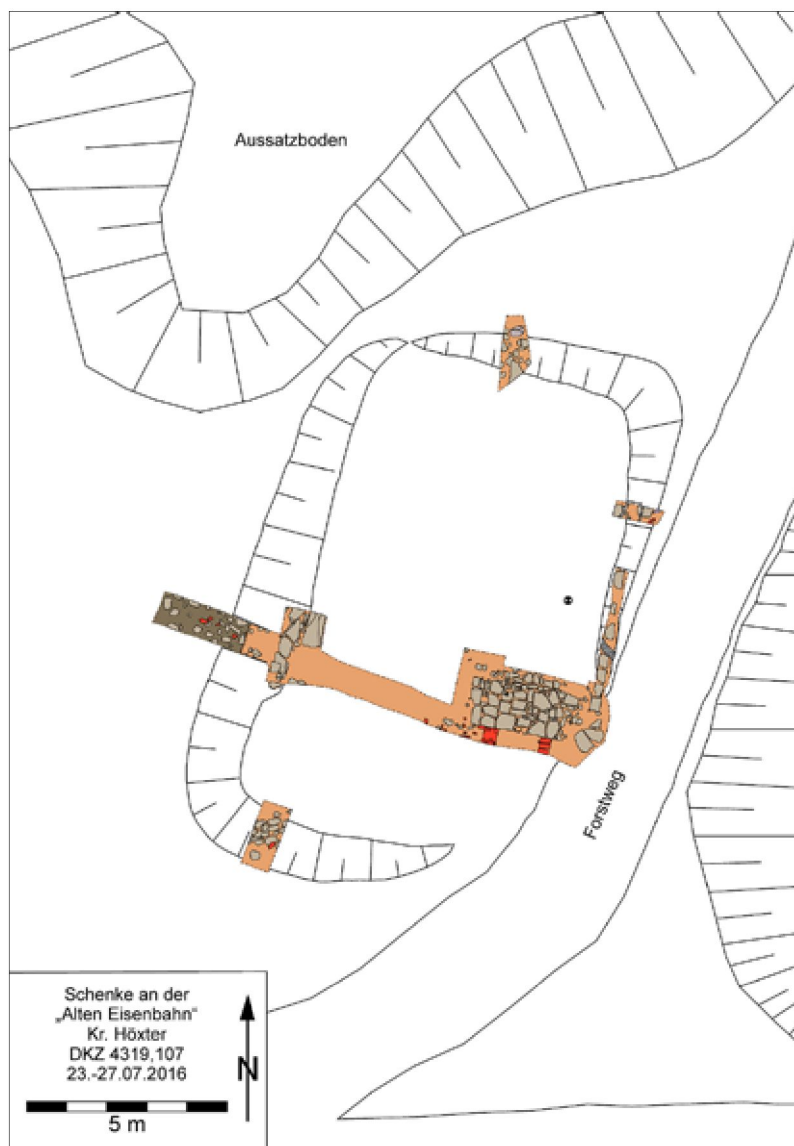 Aussatzboden
Forstweg
Schenke an der
„Alten Eisenbahn“
Kr. Höxter
DKZ 4319,107
23.-27.07.2016
N
5 m